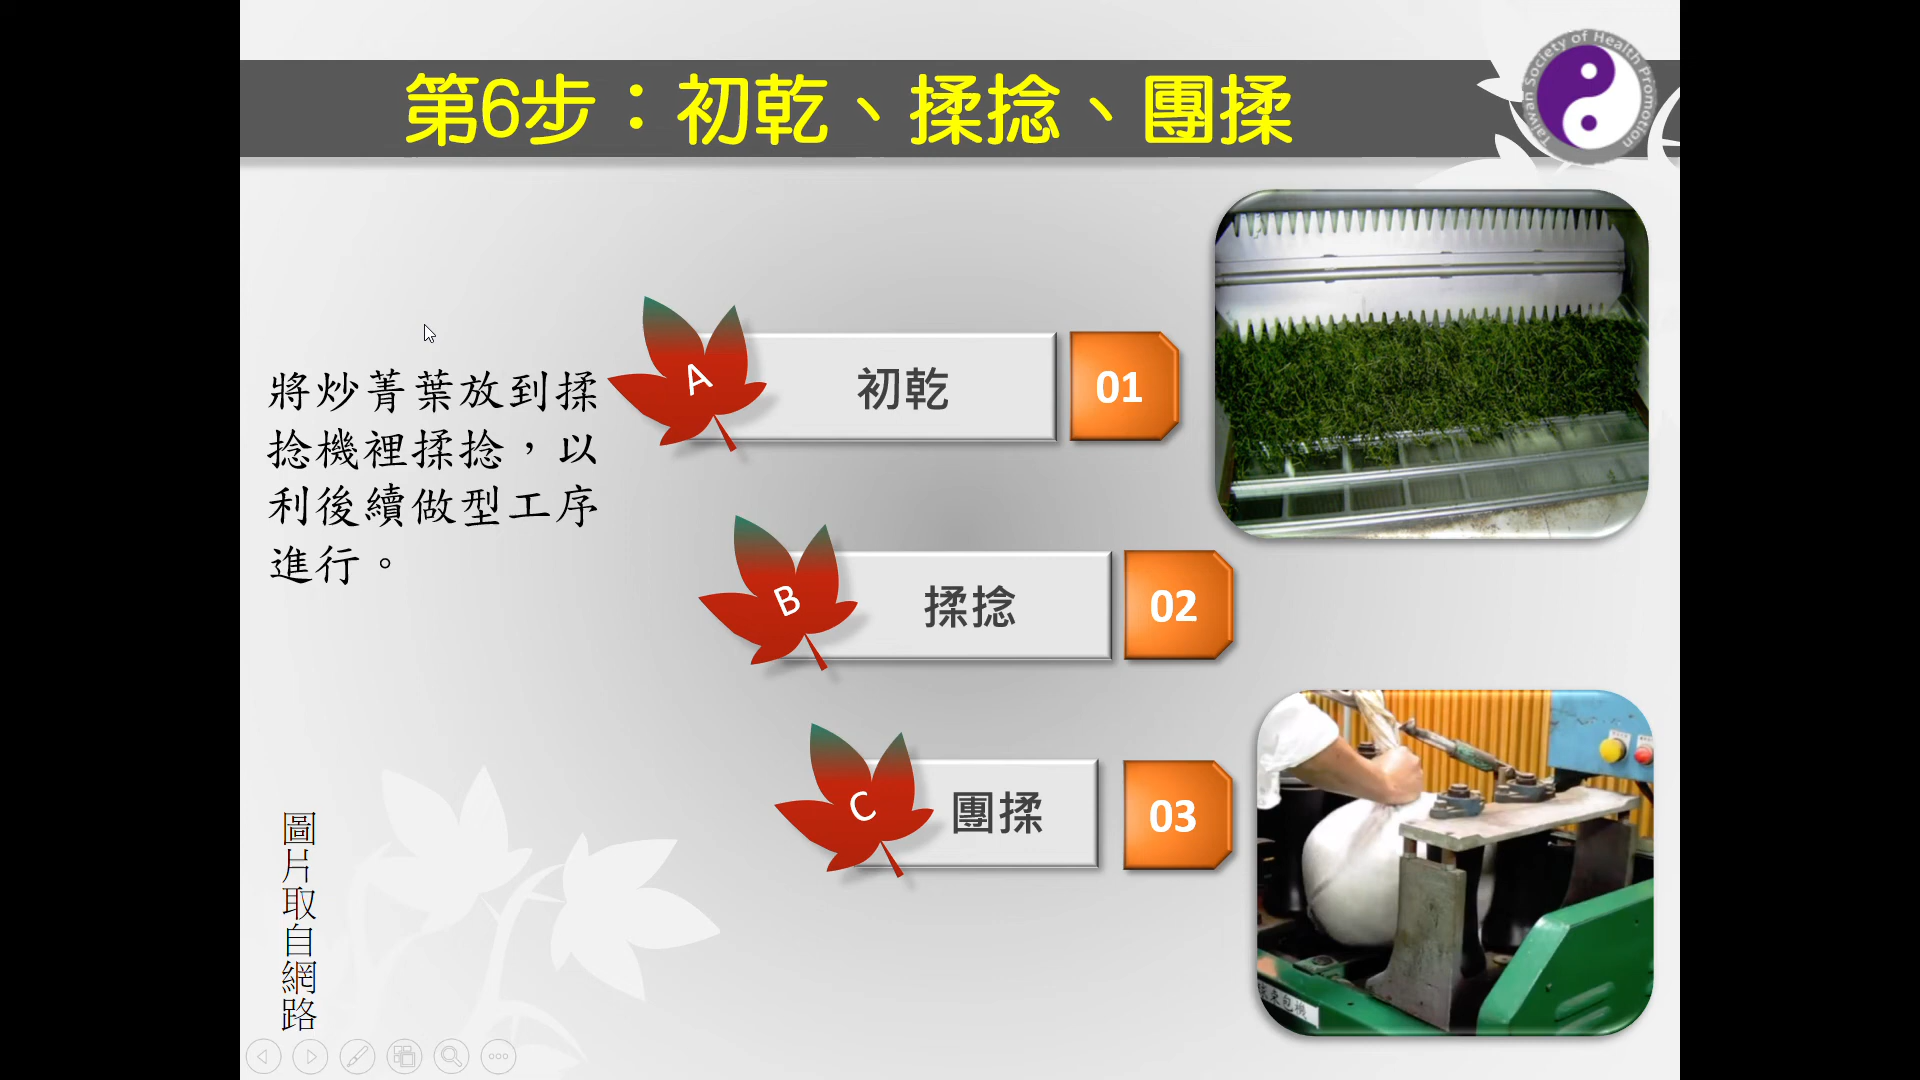 第6步：初乾、揉捻、團揉
Taiwan Society of Health Promotion
將炒菁葉放到揉
捻機裡揉捻，以
利後續做型工序
進行。
A 初乾 01
B 揉捻 02
C 團揉 03
圖片取自網路